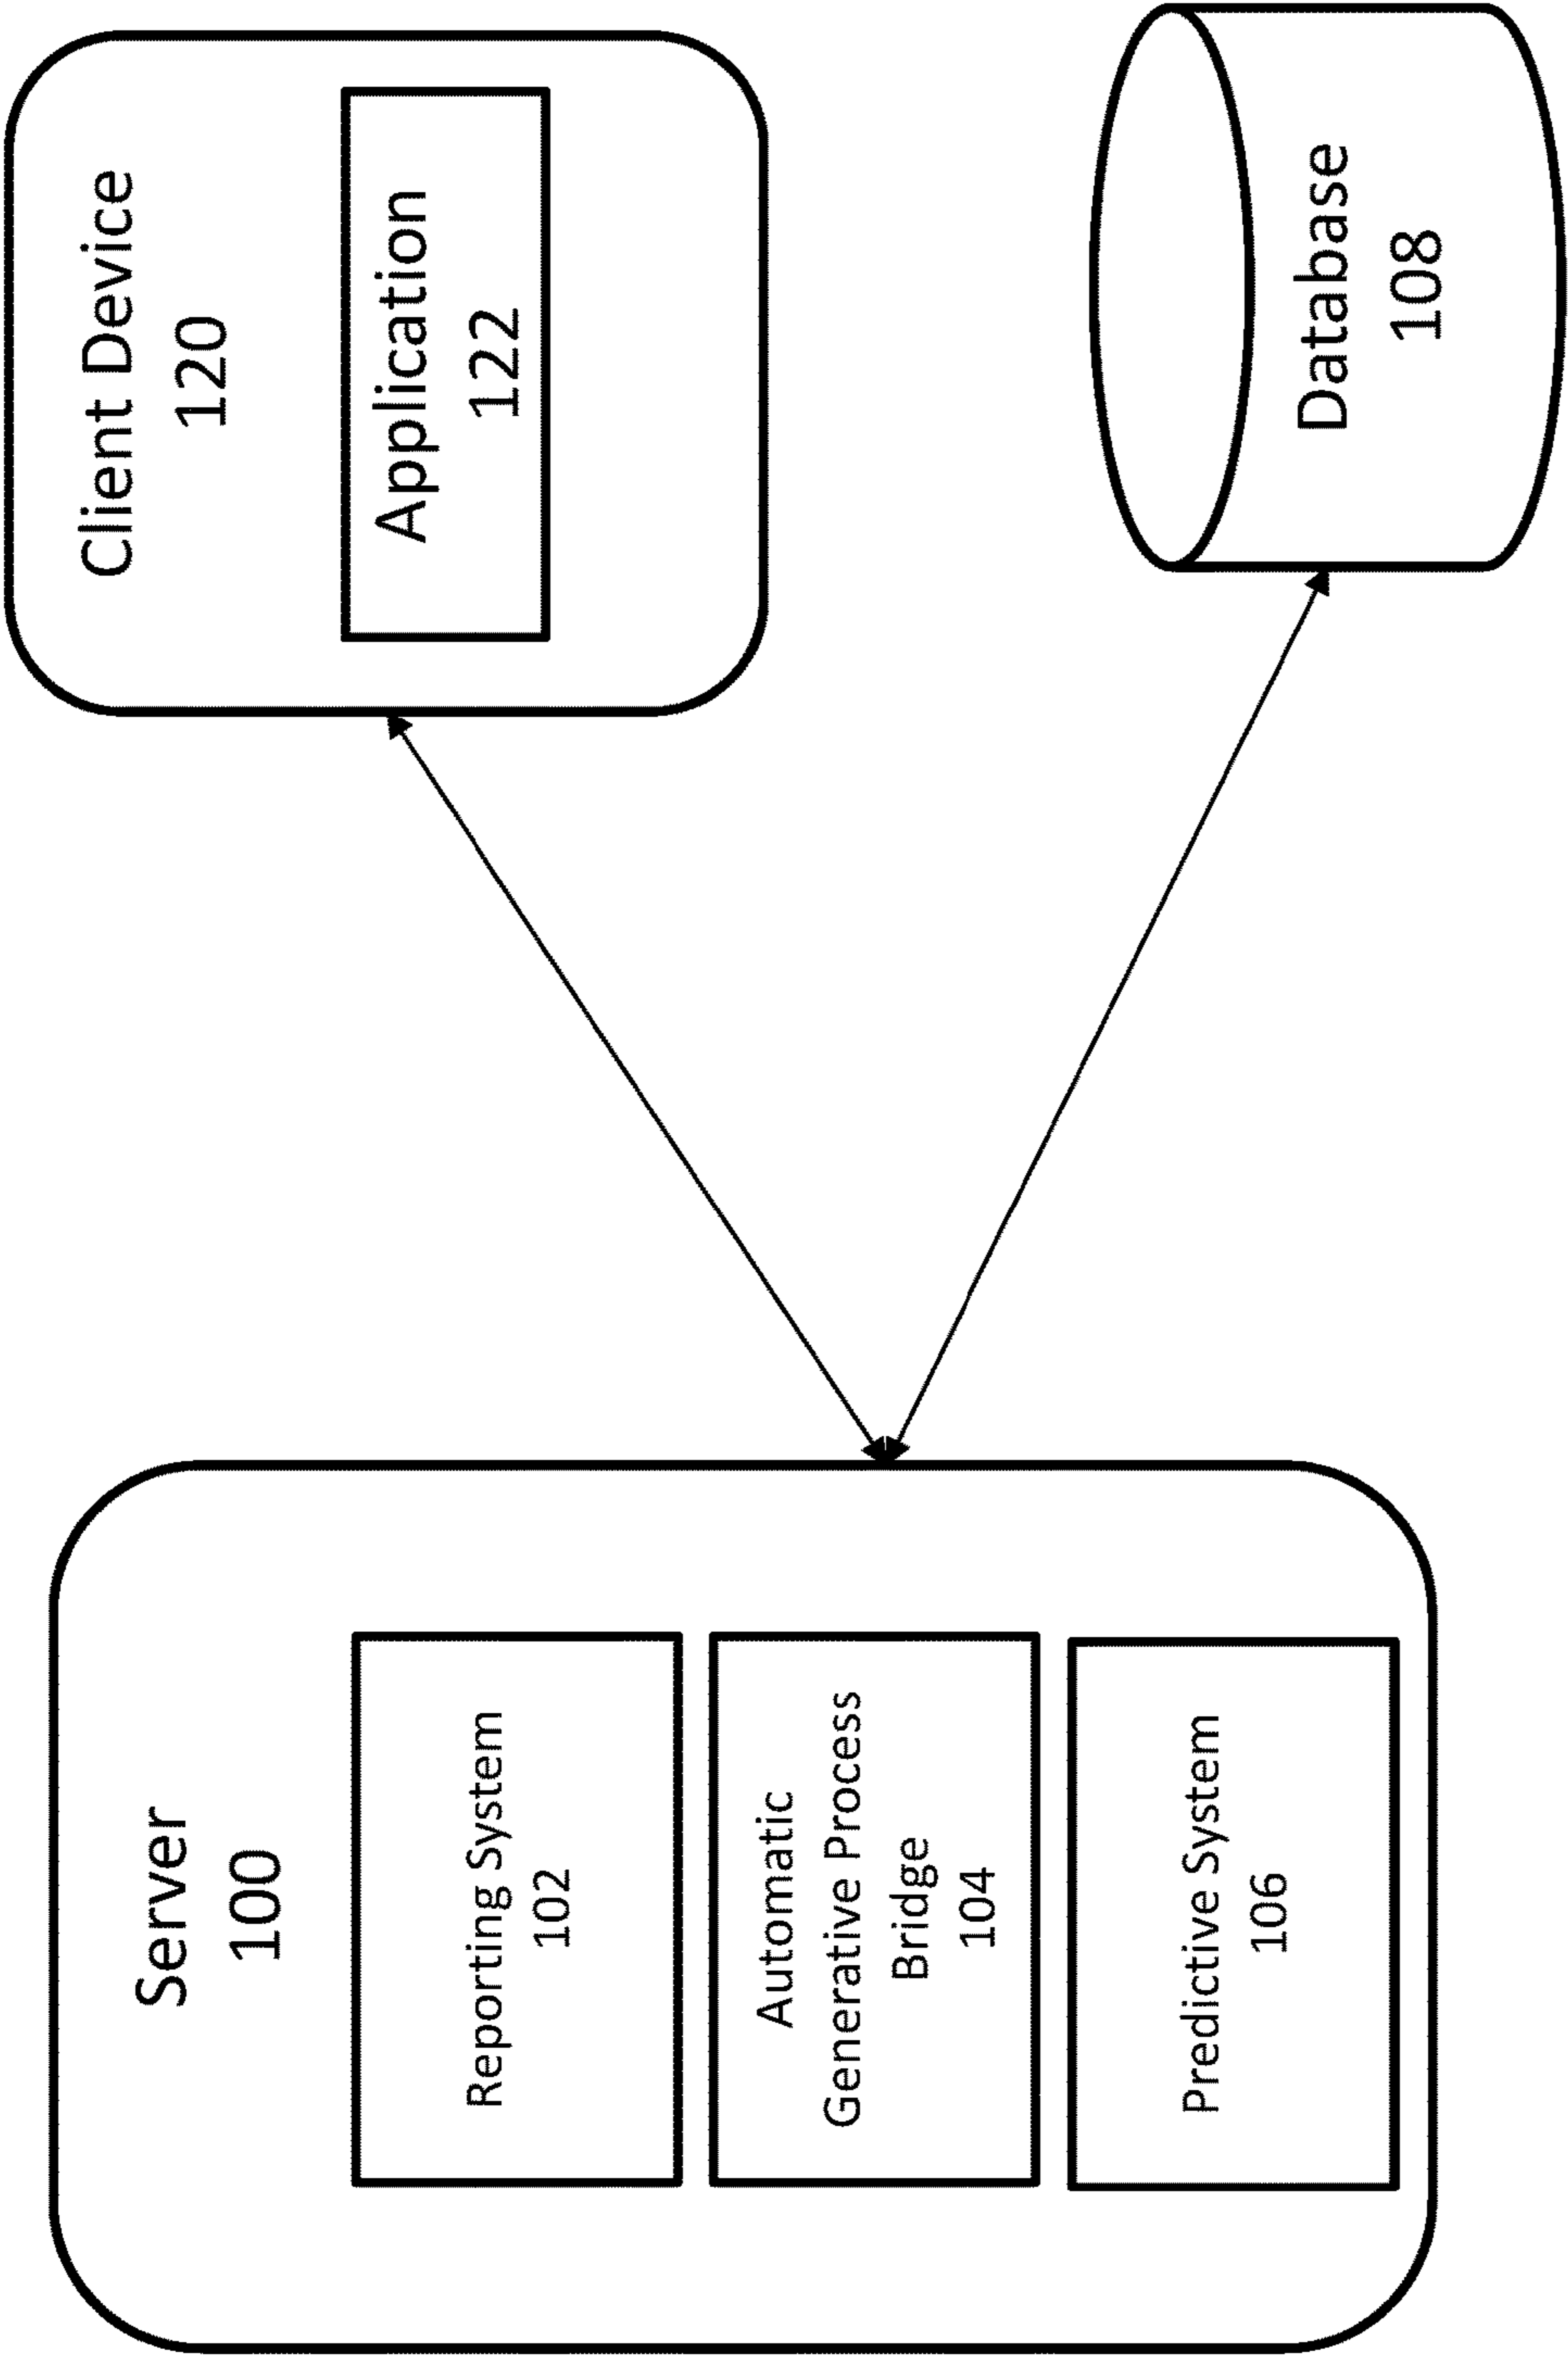 Server
100
Reporting System
102
Automatic
Generative Process
Bridge
104
Predictive System
106
Client Device
120
Application
122
Database
108